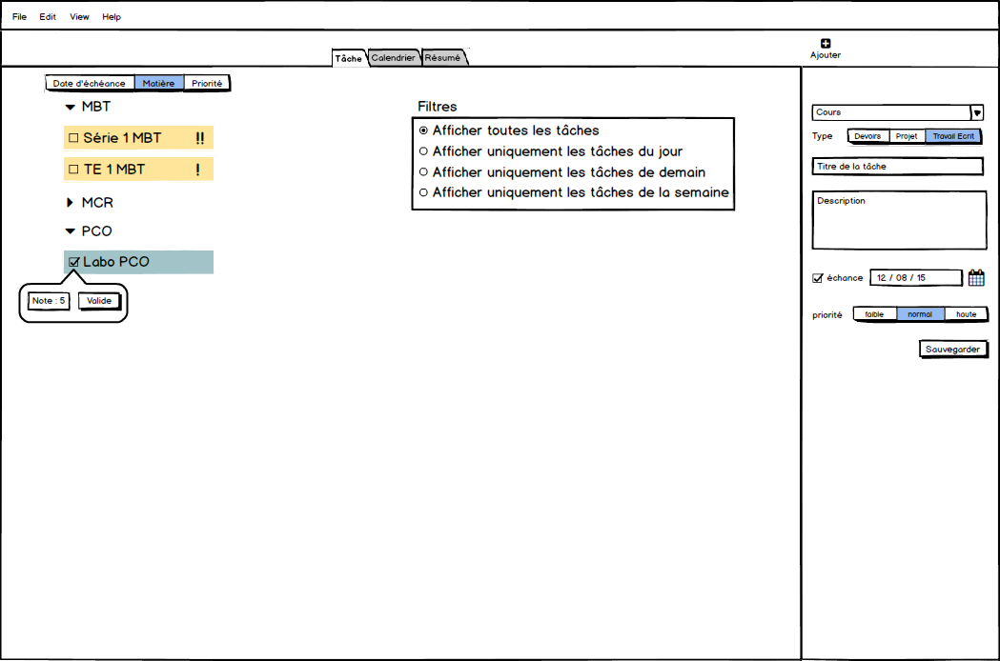 File Edit View Help
Tâche Calendrier Résumé
Ajouter
Date d'échéance Matière Priorité
MBT
Série 1 MBT !!
TE 1 MBT !
MCR
PCO
Labo PCO
Note : 5 Valide
Filtres
Afficher toutes les tâches
Afficher uniquement les tâches du jour
Afficher uniquement les tâches de demain
Afficher uniquement les tâches de la semaine
Cours
Type Devoirs Projet Travail Ecrit
Titre de la tâche
Description
échance 12 / 08 / 15
priorité faible normal haute
Sauvegarder